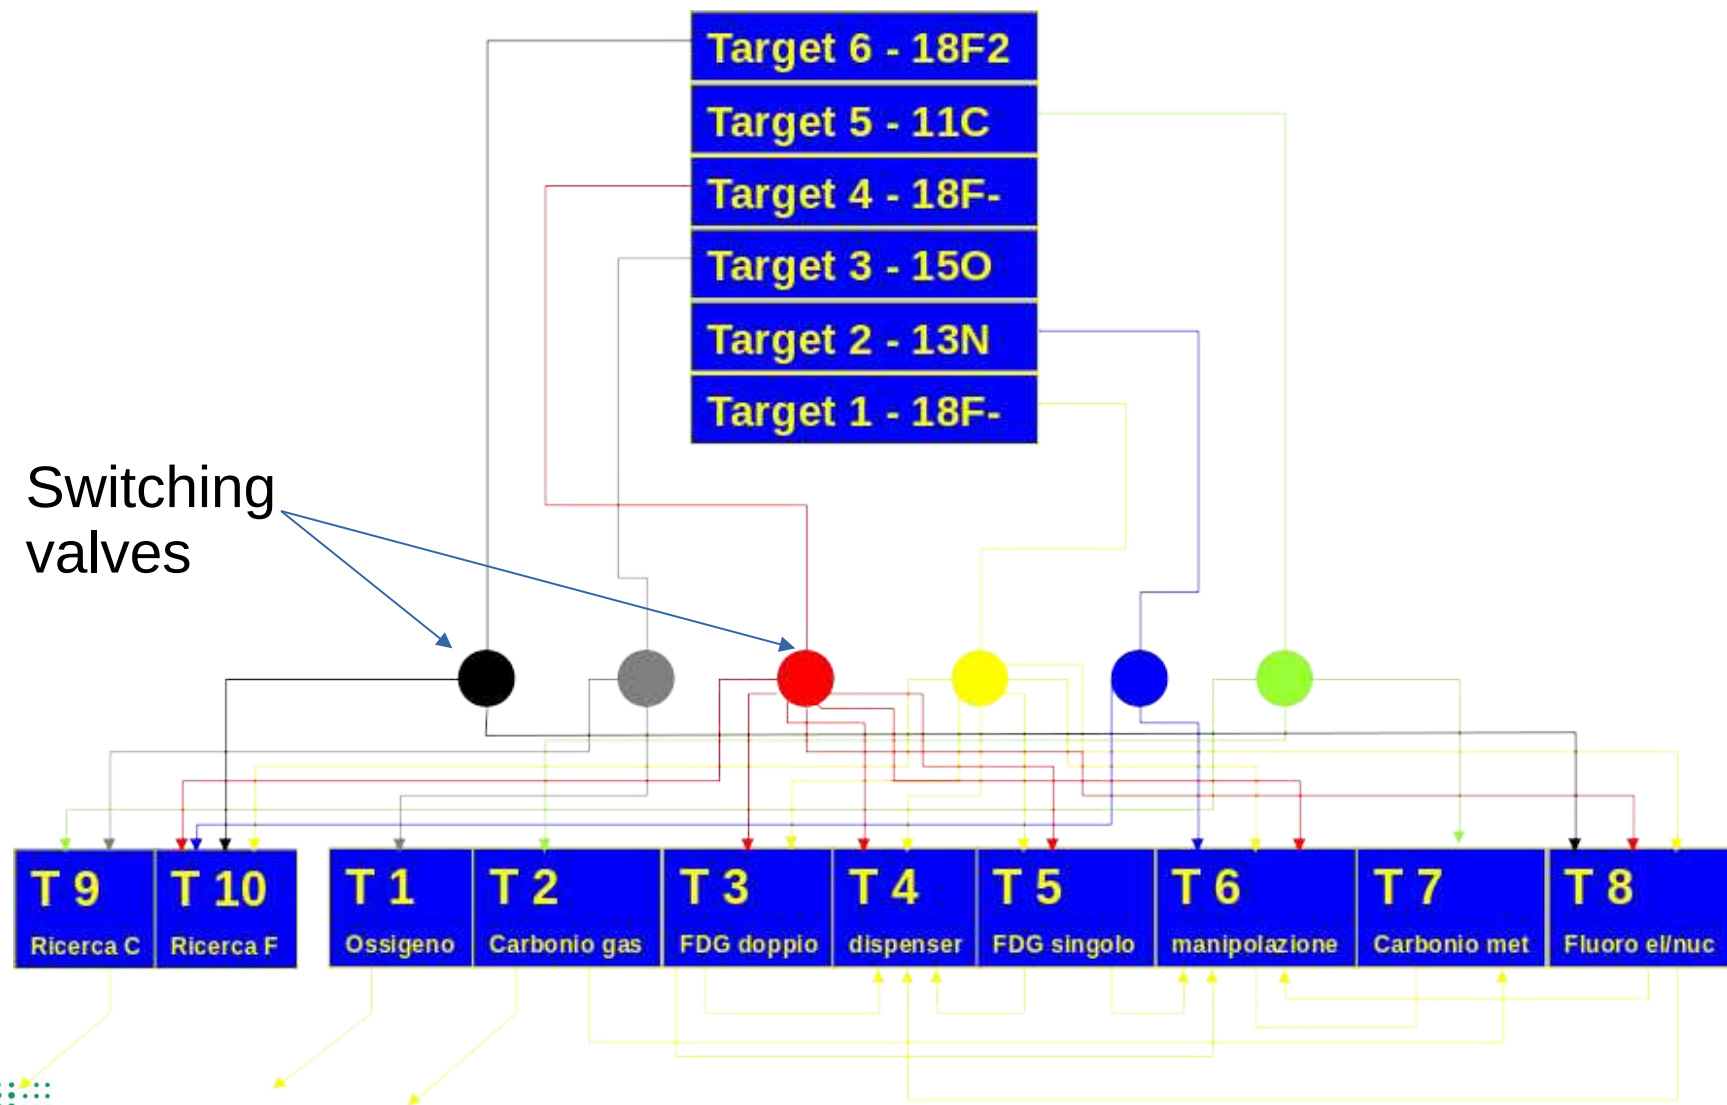 Target 6 - 18F2
Target 5 - 11C
Target 4 - 18F-
Target 3 - 15O
Target 2 - 13N
Target 1 - 18F-
Switching
valves
T 9
Ricerca C
T 10
Ricerca F
T 1
Ossigeno
T 2
Carbonio gas
T 3
FDG doppio
T 4
dispenser
T 5
FDG singolo
T 6
manipolazione
T 7
Carbonio met
T 8
Fluoro el/nuc